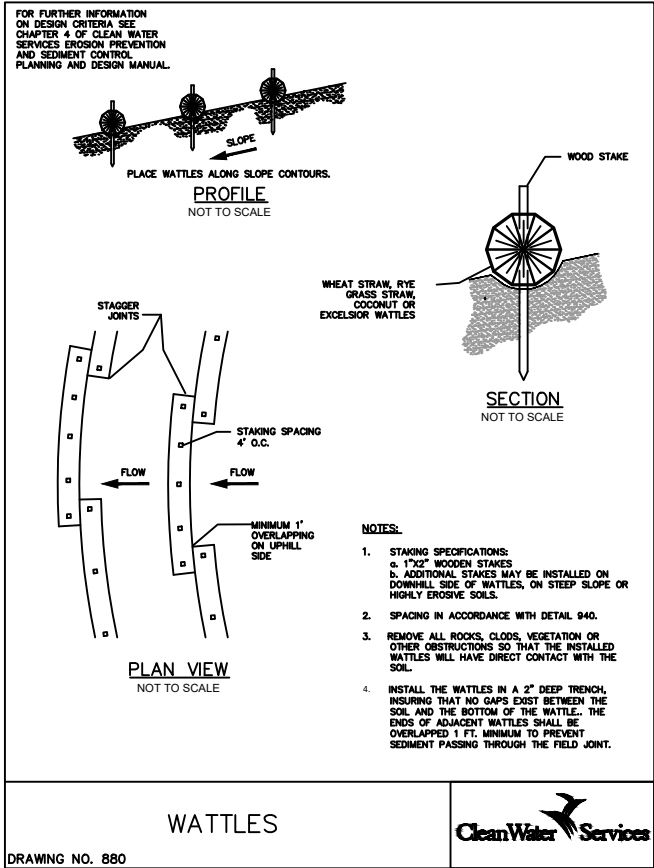 FOR FURTHER INFORMATION
ON DESIGN CRITERIA SEE
CHAPTER 4 OF CLEAN WATER
SERVICES EROSION PREVENTION
AND SEDIMENT CONTROL
PLANNING AND DESIGN MANUAL.
SLOPE
PLACE WATTLES ALONG SLOPE CONTOURS.
PROFILE
NOT TO SCALE
WOOD STAKE
WHEAT STRAW, RYE
GRASS STRAW,
COCONUT OR
EXCELSIOR WATTLES
SECTION
NOT TO SCALE
STAGGER
JOINTS
STAKING SPACING
4' O.C.
FLOW
FLOW
MINIMUM 1'
OVERLAPPING
ON UPHILL
SIDE
PLAN VIEW
NOT TO SCALE
NOTES:
1. STAKING SPECIFICATIONS:
a. 1"X2" WOODEN STAKES
b. ADDITIONAL STAKES MAY BE INSTALLED ON
DOWNHILL SIDE OF WATTLES, ON STEEP SLOPE OR
HIGHLY EROSIVE SOILS.
2. SPACING IN ACCORDANCE WITH DETAIL 940.
3. REMOVE ALL ROCKS, CLODS, VEGETATION OR
OTHER OBSTRUCTIONS SO THAT THE INSTALLED
WATTLES WILL HAVE DIRECT CONTACT WITH THE
SOIL.
4. INSTALL THE WATTLES IN A 2" DEEP TRENCH,
INSURING THAT NO GAPS EXIST BETWEEN THE
SOIL AND THE BOTTOM OF THE WATTLE.. THE
ENDS OF ADJACENT WATTLES SHALL BE
OVERLAPPED 1 FT. MINIMUM TO PREVENT
SEDIMENT PASSING THROUGH THE FIELD JOINT.
WATTLES
DRAWING NO. 880
CleanWater Services